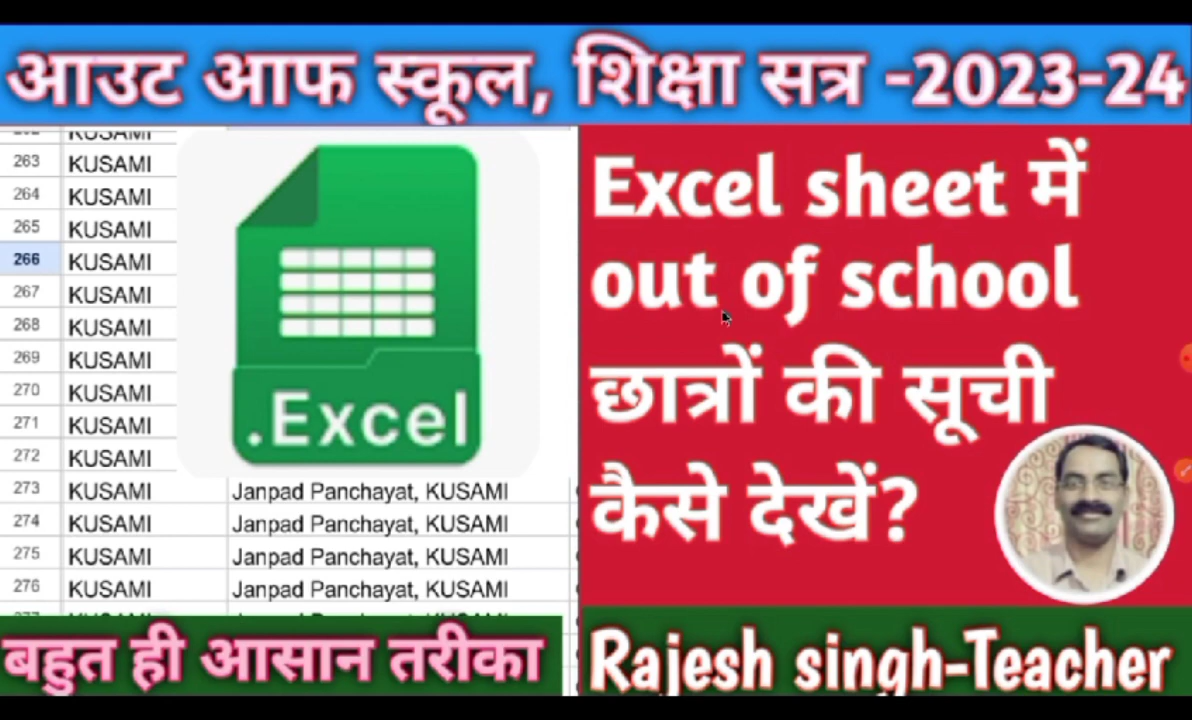 आउट आफ स्कूल, शिक्षा सत्र -2023-24
KUSAMI
263 KUSAMI
264 KUSAMI
265 KUSAMI
266 KUSAMI
267 KUSAMI
268 KUSAMI
269 KUSAMI
270 KUSAMI
271 KUSAMI
272 KUSAMI
273 KUSAMI Janpad Panchayat, KUSAMI
274 KUSAMI Janpad Panchayat, KUSAMI
275 KUSAMI Janpad Panchayat, KUSAMI
276 KUSAMI Janpad Panchayat, KUSAMI
.Excel
Excel sheet में
out of school
छात्रों की सूची
कैसे देखें?
बहुत ही आसान तरीका
Rajesh singh-Teacher